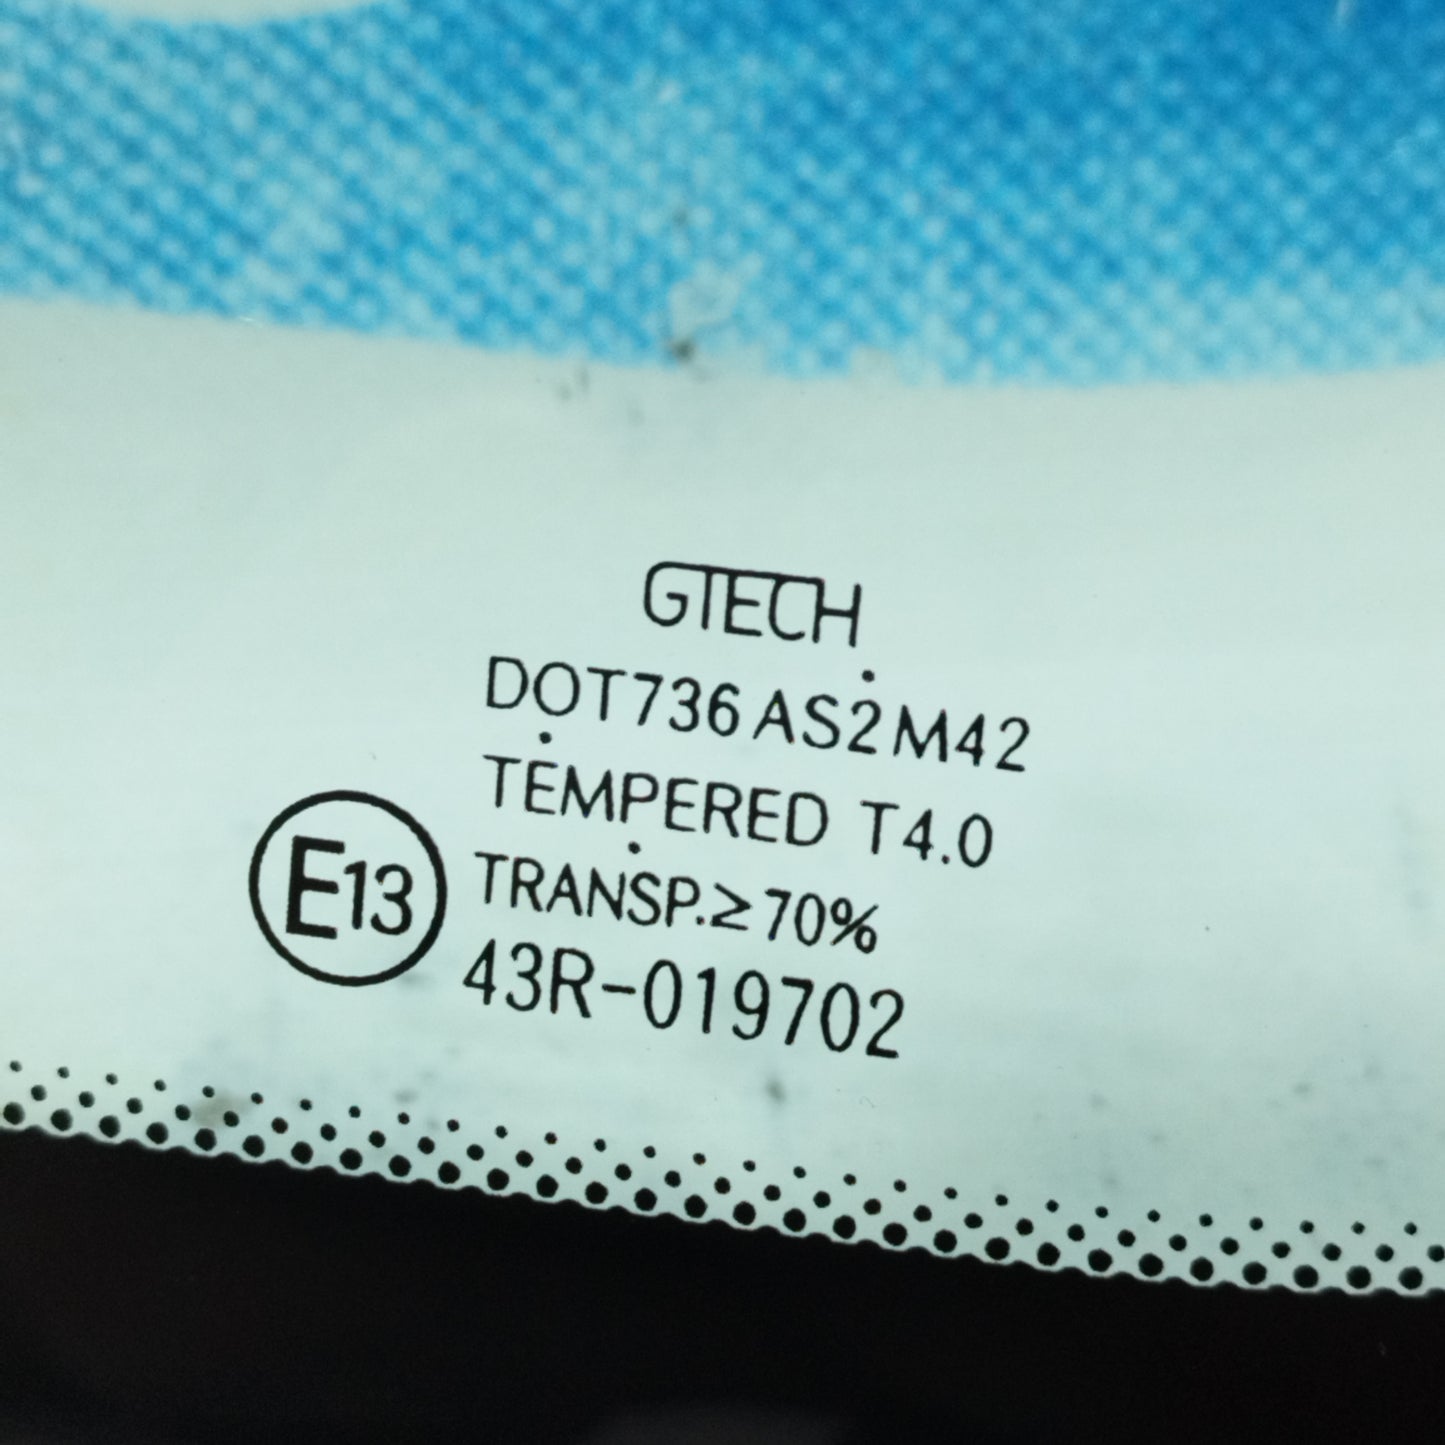 GTECH
DOT736 AS2 M42
TEMPERED T4.0
TRANSP.≥70%
E13
43R-019702